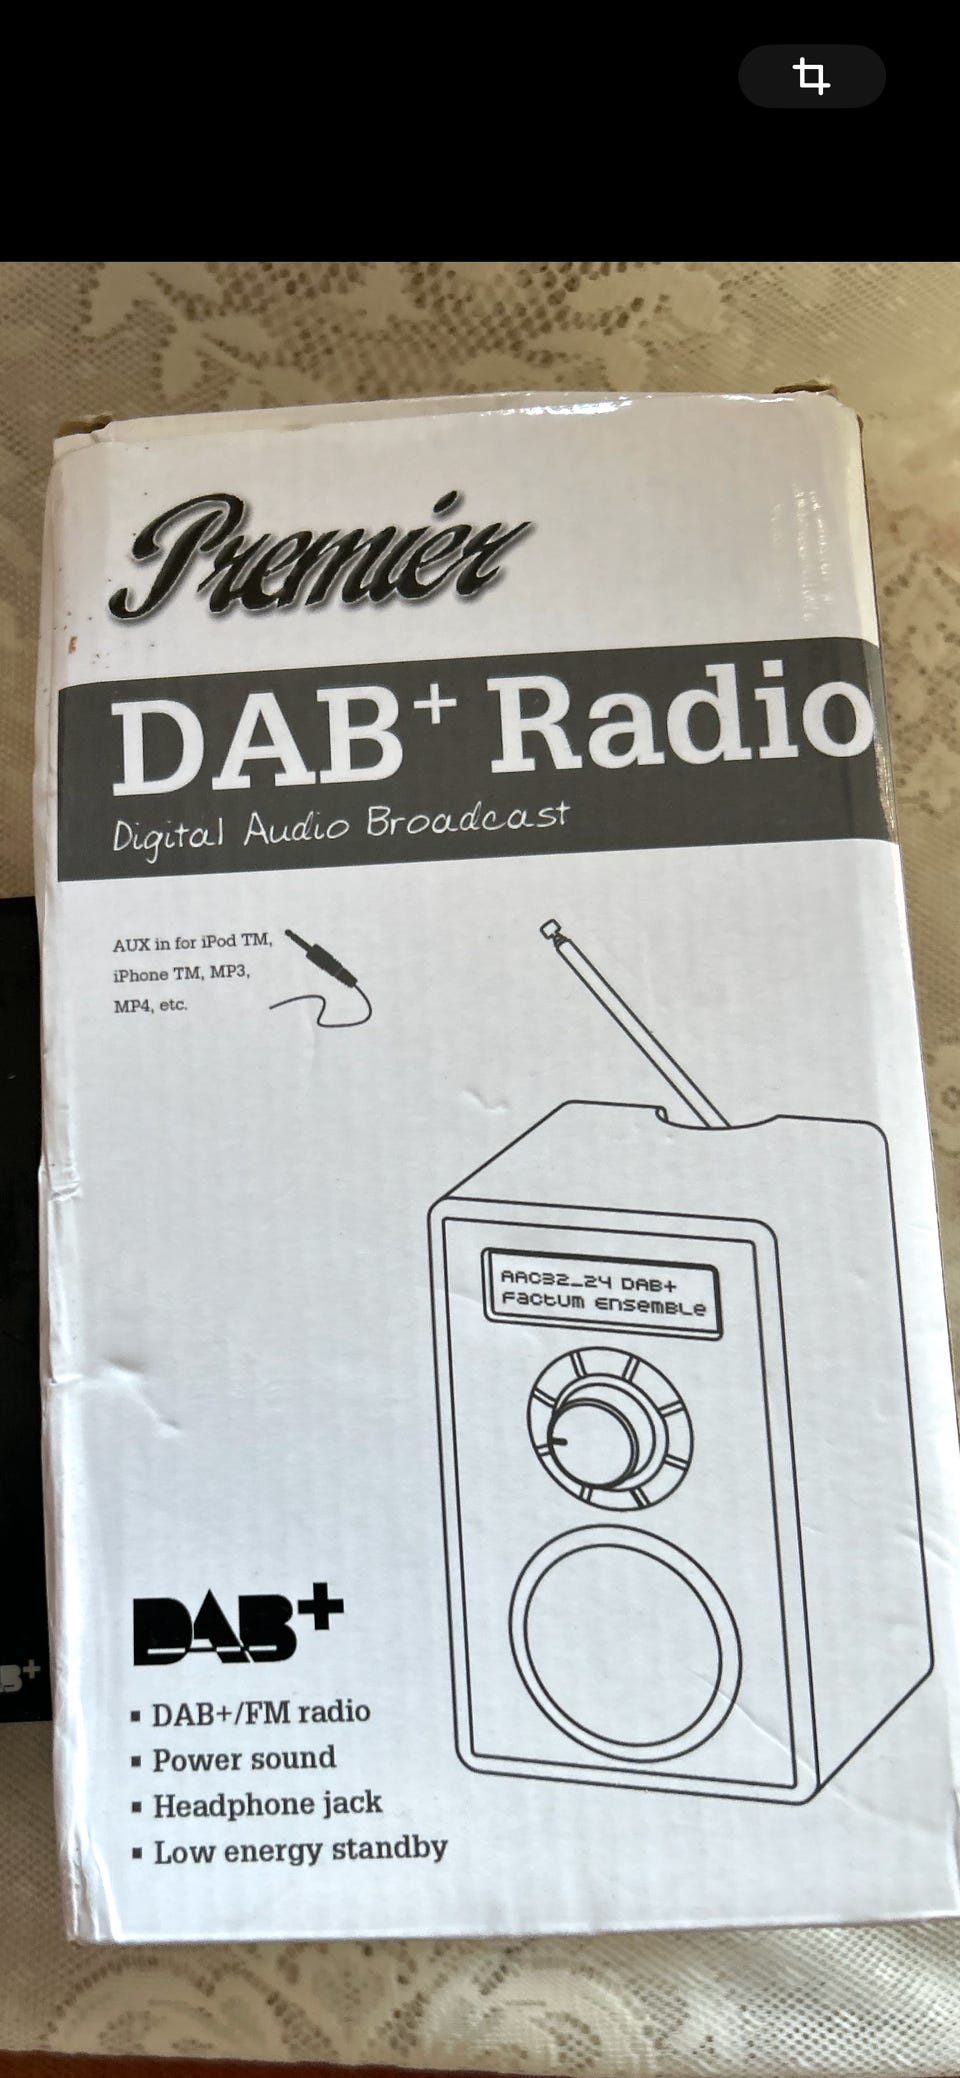 Premier
DAB+ Radio
Digital Audio Broadcast
AUX in for iPod TM,
iPhone TM, MP3,
MP4, etc.
AAC32_24 DAB+
Factum Ensemble
DAB+
▪ DAB+/FM radio
▪ Power sound
▪ Headphone jack
▪ Low energy standby
B+